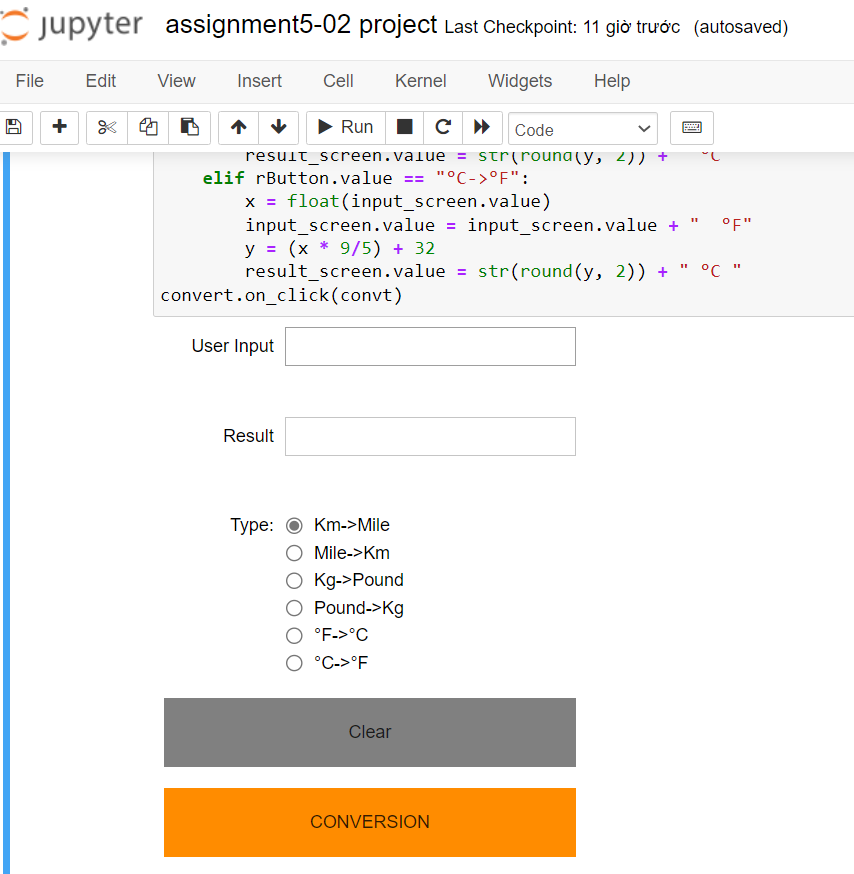 jupyter assignment5-02 project Last Checkpoint: 11 giờ trước (autosaved)
File Edit View Insert Cell Kernel Widgets Help
Run Code
result_screen.value = str(round(y, 2)) + " °C
elif rButton.value == "°C->°F":
x = float(input_screen.value)
input_screen.value = input_screen.value + "  °F"
y = (x * 9/5) + 32
result_screen.value = str(round(y, 2)) + " °C "
convert.on_click(convt)
User Input
Result
Type: Km->Mile
Mile->Km
Kg->Pound
Pound->Kg
°F->°C
°C->°F
Clear
CONVERSION